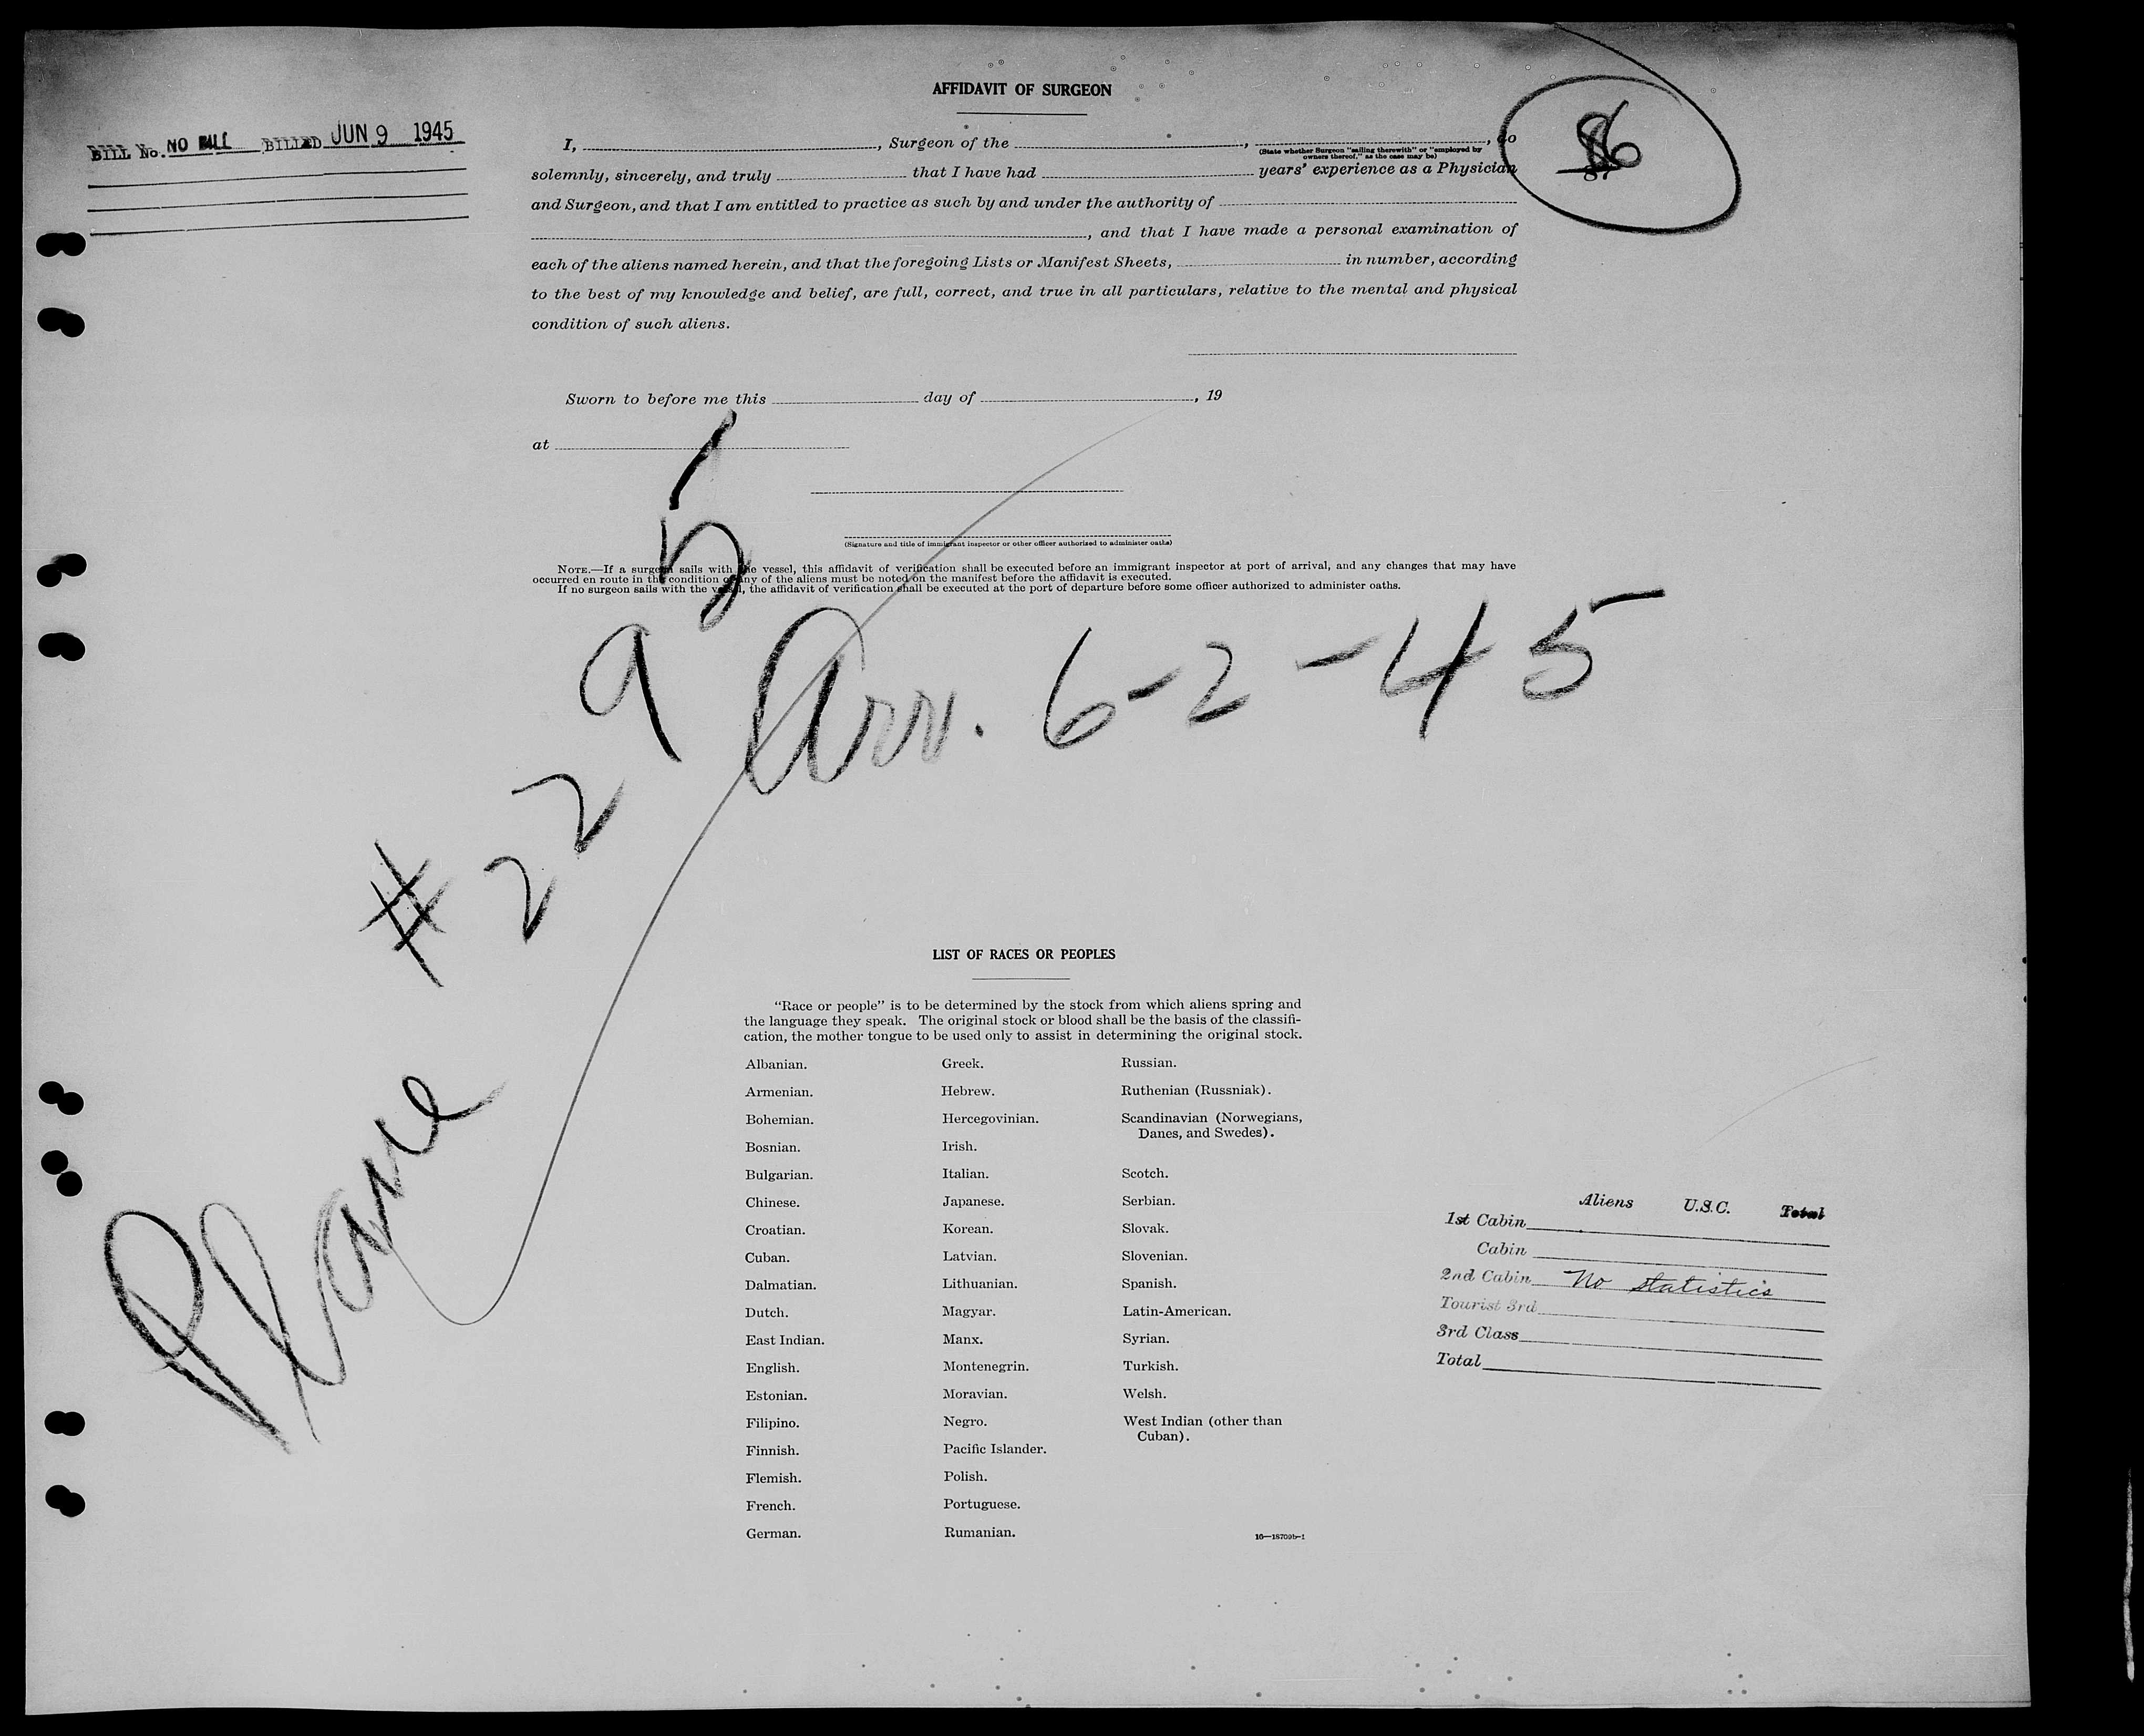 AFFIDAVIT OF SURGEON
BILL No. NO BILL BILLED JUN 9 1945
86
87
I, , Surgeon of the , , do
(State whether Surgeon "sailing therewith" or "employed by
owners thereof," as the case may be)
solemnly, sincerely, and truly that I have had years' experience as a Physician
and Surgeon, and that I am entitled to practice as such by and under the authority of
, and that I have made a personal examination of
each of the aliens named herein, and that the foregoing Lists or Manifest Sheets, in number, according
to the best of my knowledge and belief, are full, correct, and true in all particulars, relative to the mental and physical
condition of such aliens.
Sworn to before me this day of , 19
at
(Signature and title of immigrant inspector or other officer authorized to administer oaths)
NOTE.—If a surgeon sails with the vessel, this affidavit of verification shall be executed before an immigrant inspector at port of arrival, and any changes that may have
occurred en route in the condition of any of the aliens must be noted on the manifest before the affidavit is executed.
If no surgeon sails with the vessel, the affidavit of verification shall be executed at the port of departure before some officer authorized to administer oaths.
Plane # 2295
Arr. 6-2-45
LIST OF RACES OR PEOPLES
"Race or people" is to be determined by the stock from which aliens spring and
the language they speak. The original stock or blood shall be the basis of the classifi-
cation, the mother tongue to be used only to assist in determining the original stock.
Albanian.
Armenian.
Bohemian.
Bosnian.
Bulgarian.
Chinese.
Croatian.
Cuban.
Dalmatian.
Dutch.
East Indian.
English.
Estonian.
Filipino.
Finnish.
Flemish.
French.
German.
Greek.
Hebrew.
Hercegovinian.
Irish.
Italian.
Japanese.
Korean.
Latvian.
Lithuanian.
Magyar.
Manx.
Montenegrin.
Moravian.
Negro.
Pacific Islander.
Polish.
Portuguese.
Rumanian.
Russian.
Ruthenian (Russniak).
Scandinavian (Norwegians,
Danes, and Swedes).
Scotch.
Serbian.
Slovak.
Slovenian.
Spanish.
Latin-American.
Syrian.
Turkish.
Welsh.
West Indian (other than
Cuban).
16—18709b-1
Aliens U.S.C. Total
1st Cabin
Cabin
2nd Cabin No statistics
Tourist 3rd
3rd Class
Total